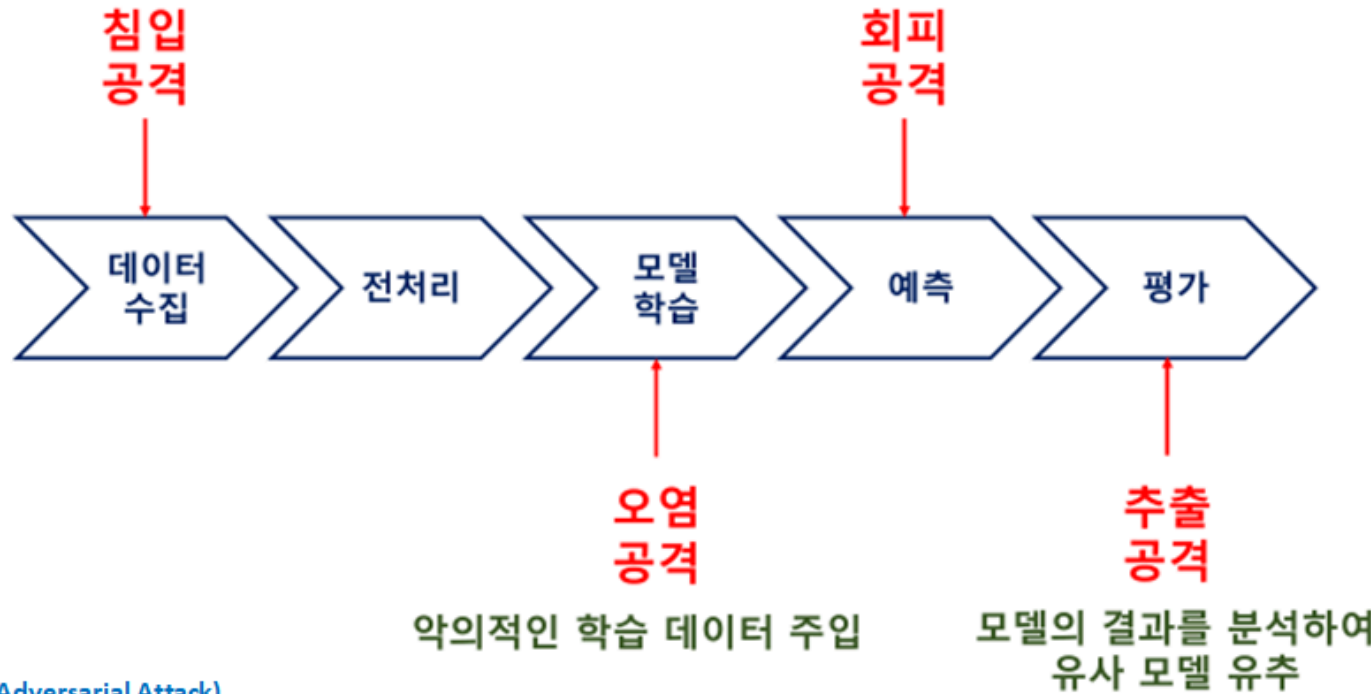 침입
공격
회피
공격
데이터
수집
전처리
모델
학습
예측
평가
오염
공격
추출
공격
악의적인 학습 데이터 주입
모델의 결과를 분석하여
유사 모델 유추
Adversarial Attack)